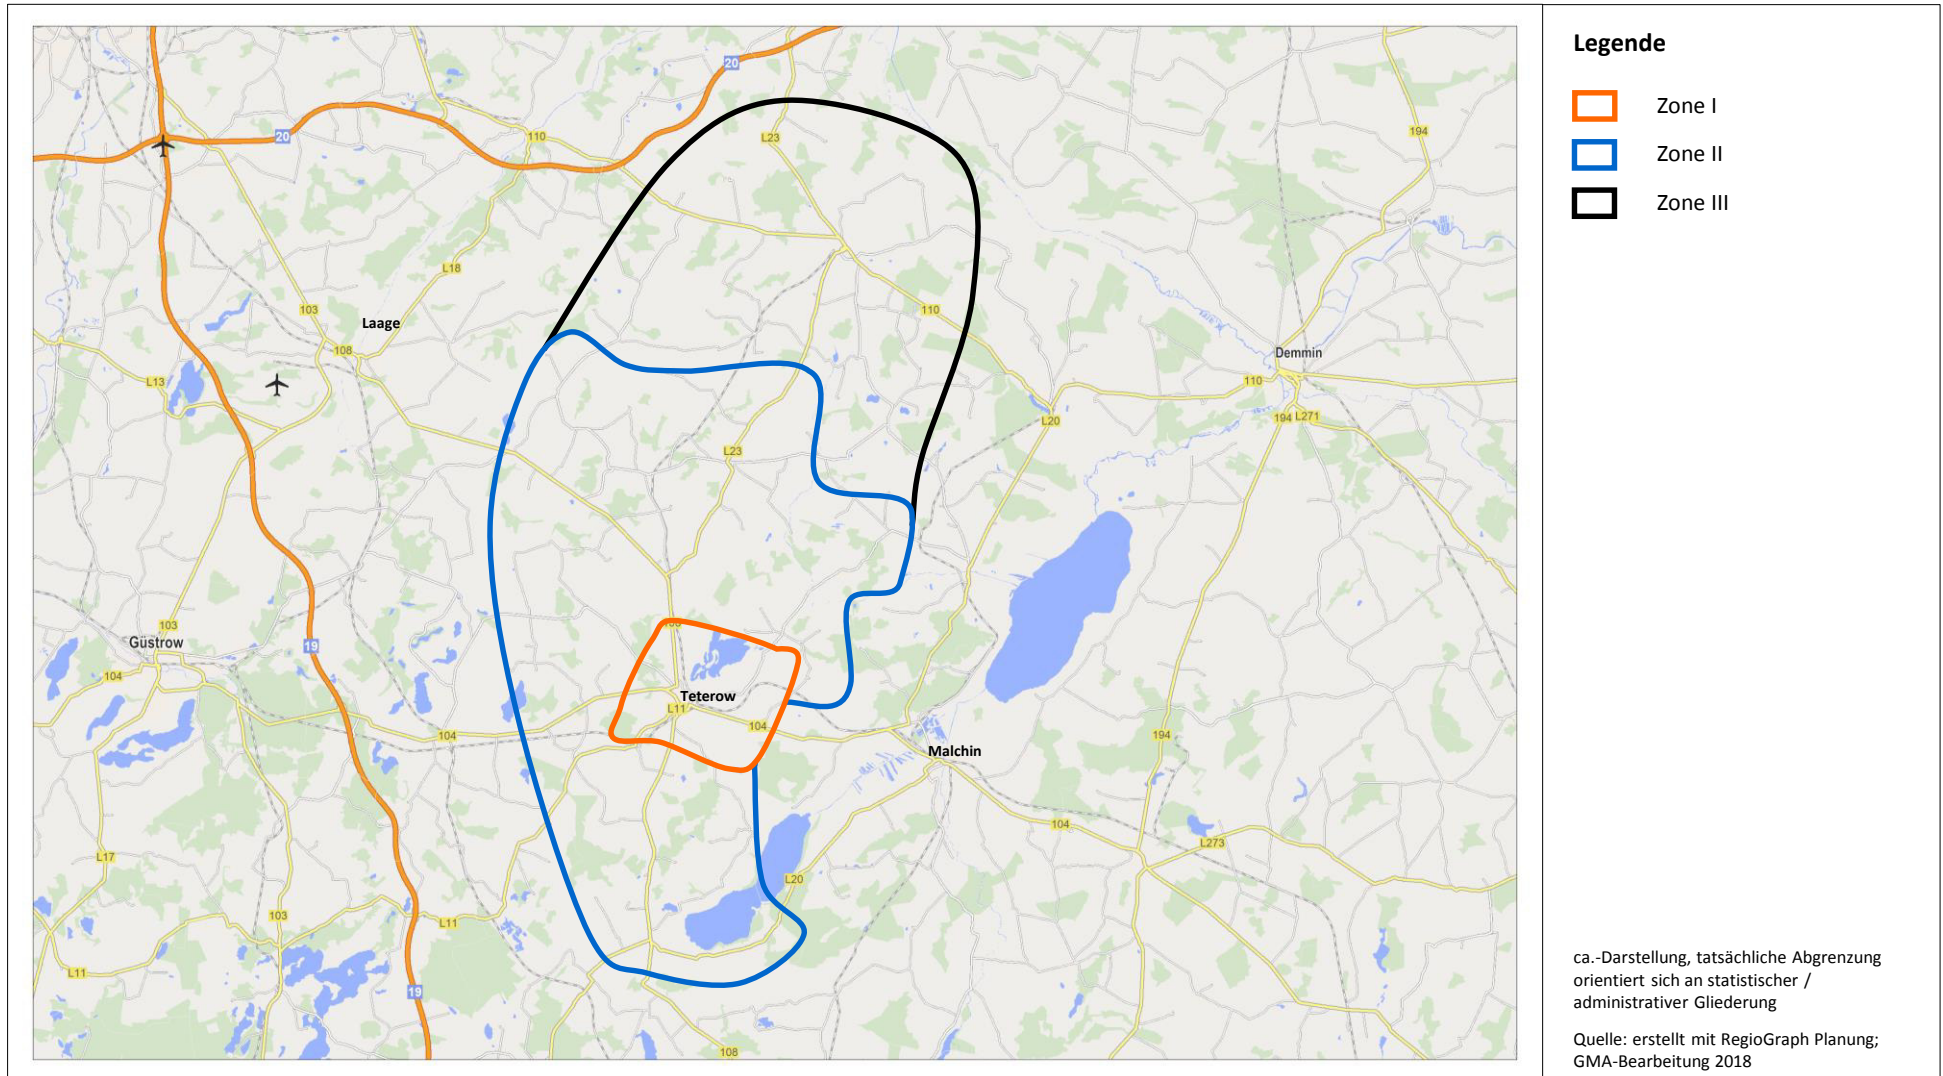 20
110
20
L23
194
L18
103
Laage
108
L13
110
Demmin
110
194 L271
L20
L23
103
Güstrow
104
19
Teterow
L11
104
104
Malchin
194
104
L273
L17
L20
103
L11
L11
19
108
Legende
Zone I
Zone II
Zone III
ca.-Darstellung, tatsächliche Abgrenzung
orientiert sich an statistischer /
administrativer Gliederung
Quelle: erstellt mit RegioGraph Planung;
GMA-Bearbeitung 2018